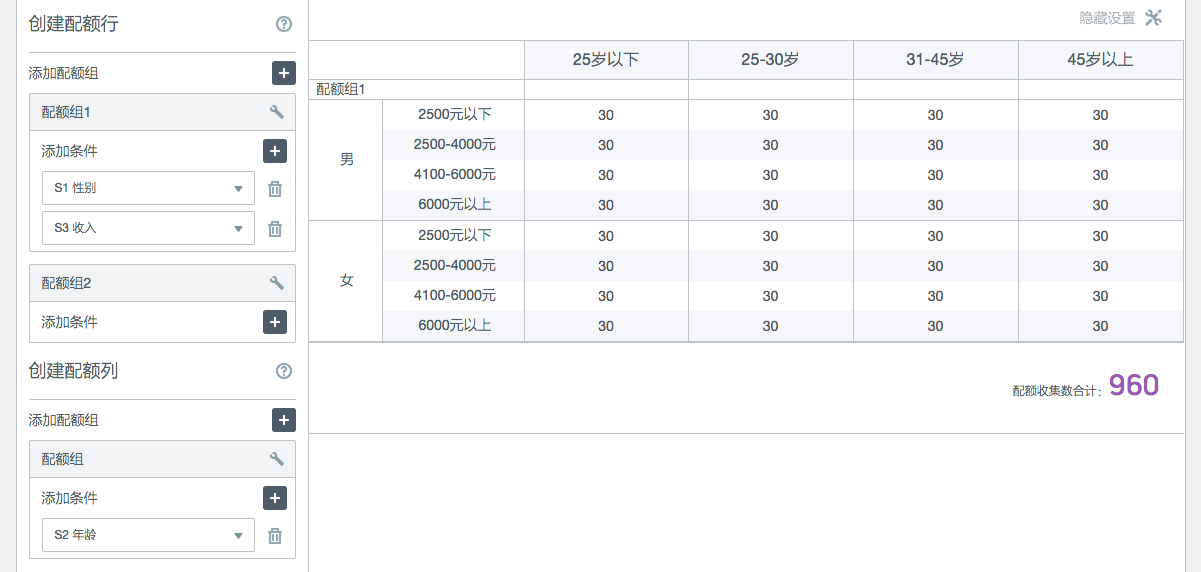 创建配额行
添加配额组
配额组1
添加条件
S1 性别
S3 收入
配额组2
添加条件
创建配额列
添加配额组
配额组
添加条件
S2 年龄
隐藏设置
25岁以下 25-30岁 31-45岁 45岁以上
配额组1
男
2500元以下 30 30 30 30
2500-4000元 30 30 30 30
4100-6000元 30 30 30 30
6000元以上 30 30 30 30
女
2500元以下 30 30 30 30
2500-4000元 30 30 30 30
4100-6000元 30 30 30 30
6000元以上 30 30 30 30
配额收集数合计: 960